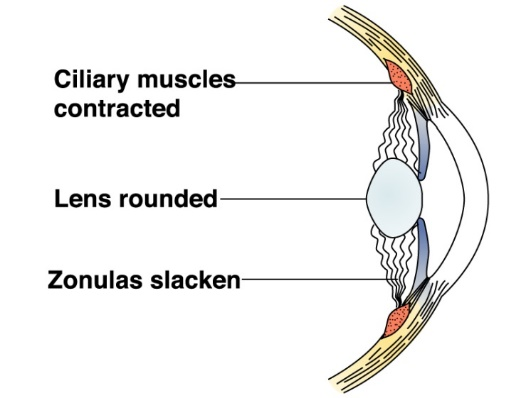 Ciliary muscles
contracted
Lens rounded
Zonulas slacken